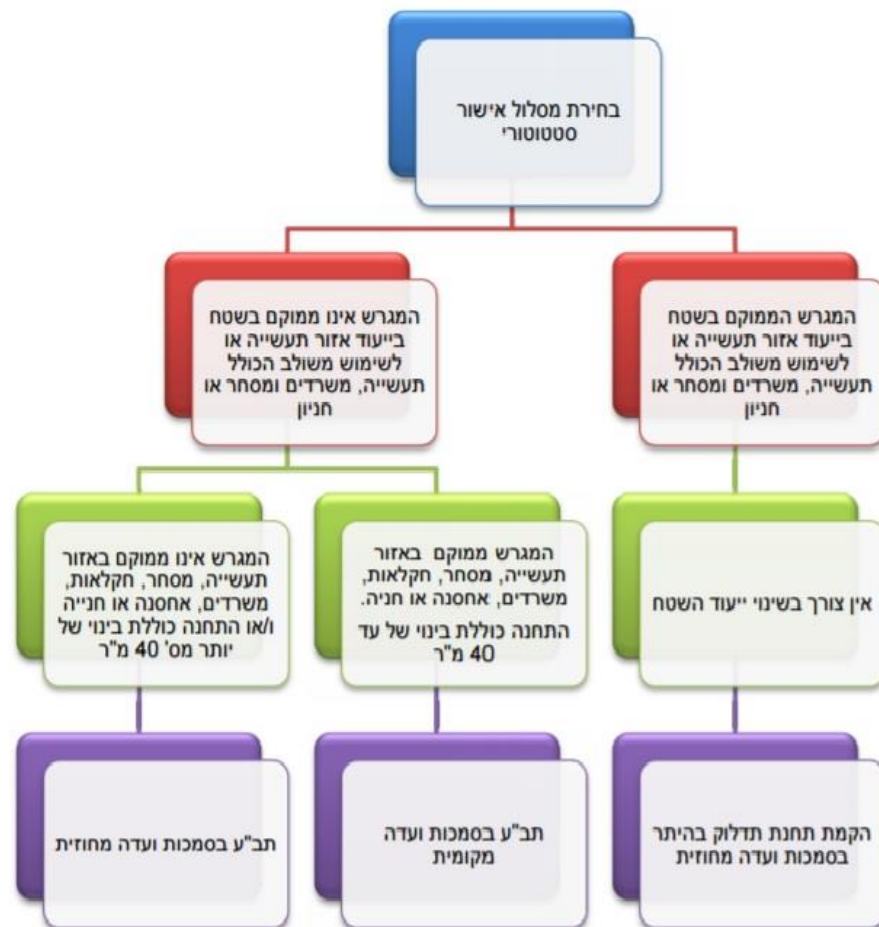 בחירת מסלול אישור
סטטוטורי
המגרש הממוקם בשטח
בייעוד אזור תעשייה או
לשימוש משולב הכולל
תעשייה, משרדים ומסחר או
חניון
המגרש אינו ממוקם בשטח
בייעוד אזור תעשייה או
לשימוש משולב הכולל
תעשייה, משרדים ומסחר או
חניון
אין צורך בשינוי ייעוד השטח
המגרש ממוקם באזור
תעשייה, מסחר, חקלאות,
משרדים, אחסנה או חניה.
התחנה כוללת בינוי של עד
40 מ"ר
המגרש אינו ממוקם באזור
תעשייה, מסחר, חקלאות,
משרדים, אחסנה או חנייה
ו/או התחנה כוללת בינוי של
יותר מס' 40 מ"ר
הקמת תחנת תדלוק בהיתר
בסמכות ועדה מחוזית
תב"ע בסמכות ועדה
מקומית
תב"ע בסמכות ועדה מחוזית